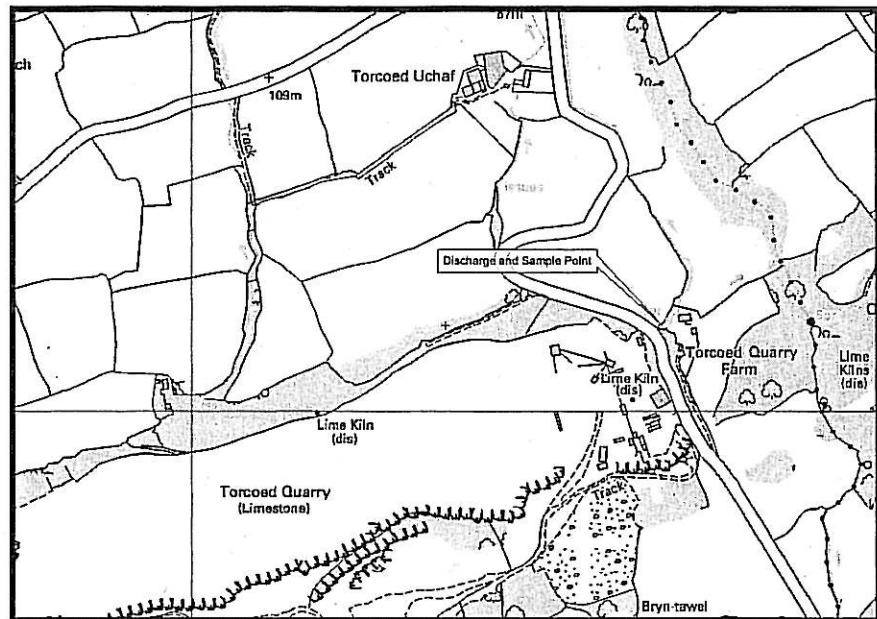 ch
Torcoed Uchaf
109m
Track
Track
Discharge and Sample Point
Torcoed Quarry
Farm
Lime
Kilns
(dis)
Lime Kiln
(dis)
Lime Kiln
(dis)
Torcoed Quarry
(Limestone)
Track
Bryn-tawel